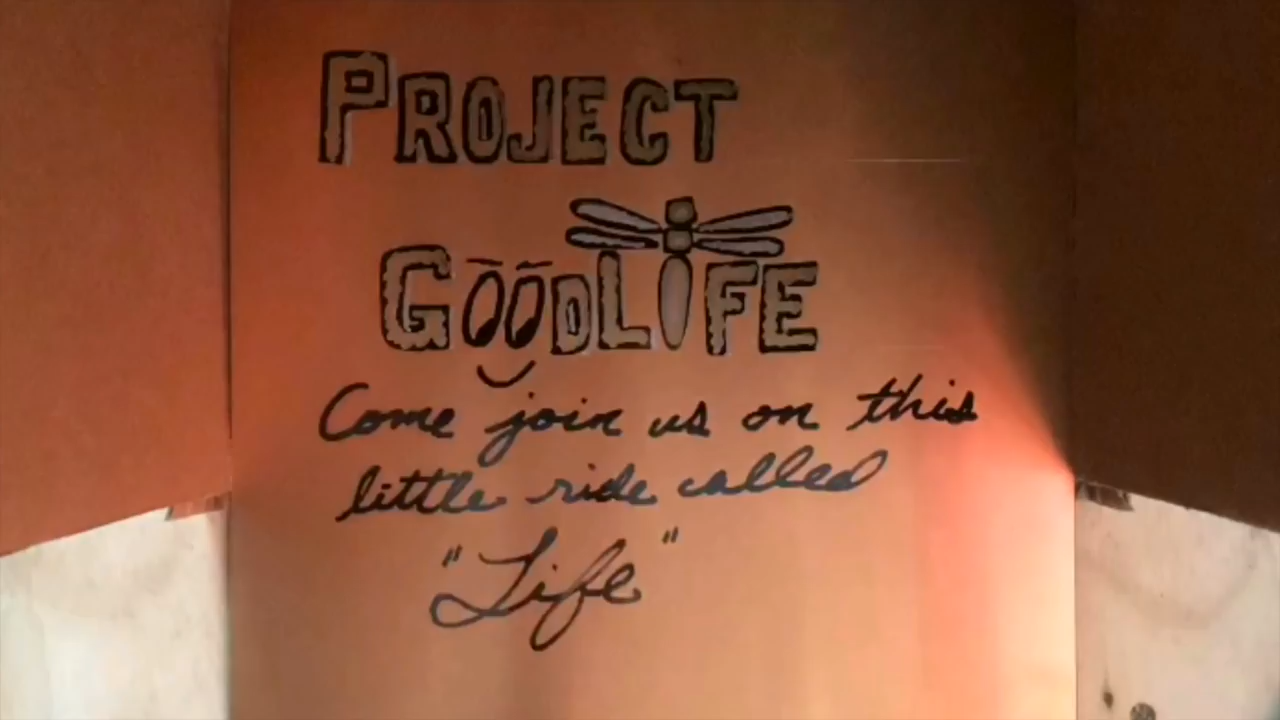 PROJECT
GOODLIFE
Come join us on this
little ride called
"Life"